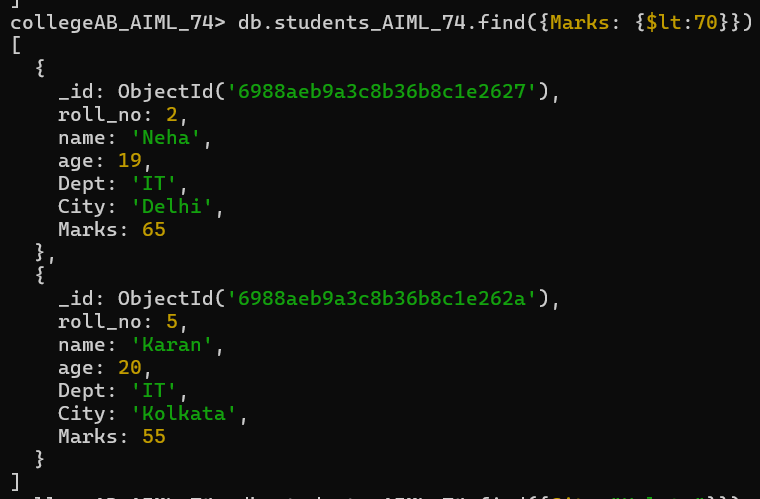 ]
collegeAB_AIML_74> db.students_AIML_74.find({Marks: {$lt:70}})
[
  {
    _id: ObjectId('6988aeb9a3c8b36b8c1e2627'),
    roll_no: 2,
    name: 'Neha',
    age: 19,
    Dept: 'IT',
    City: 'Delhi',
    Marks: 65
  },
  {
    _id: ObjectId('6988aeb9a3c8b36b8c1e262a'),
    roll_no: 5,
    name: 'Karan',
    age: 20,
    Dept: 'IT',
    City: 'Kolkata',
    Marks: 55
  }
]